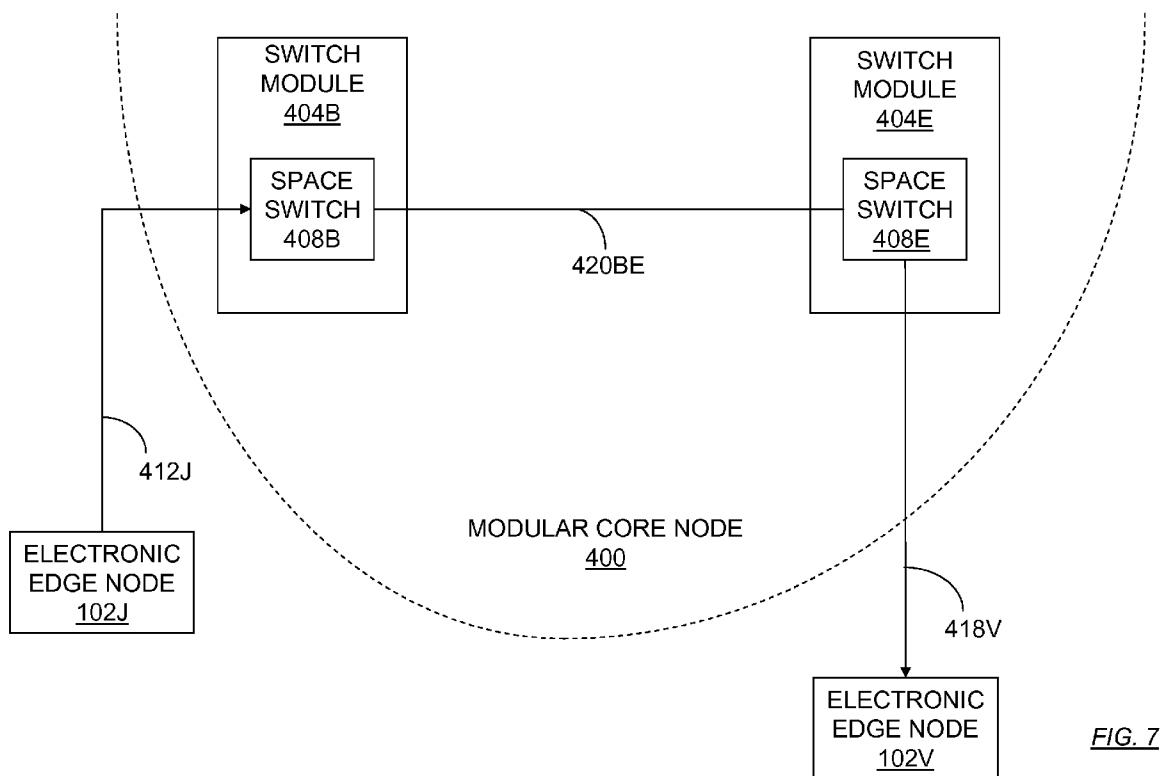 SWITCH
MODULE
404B
SPACE
SWITCH
408B
SWITCH
MODULE
404E
SPACE
SWITCH
408E
420BE
412J
ELECTRONIC
EDGE NODE
102J
MODULAR CORE NODE
400
418V
ELECTRONIC
EDGE NODE
102V
FIG. 7